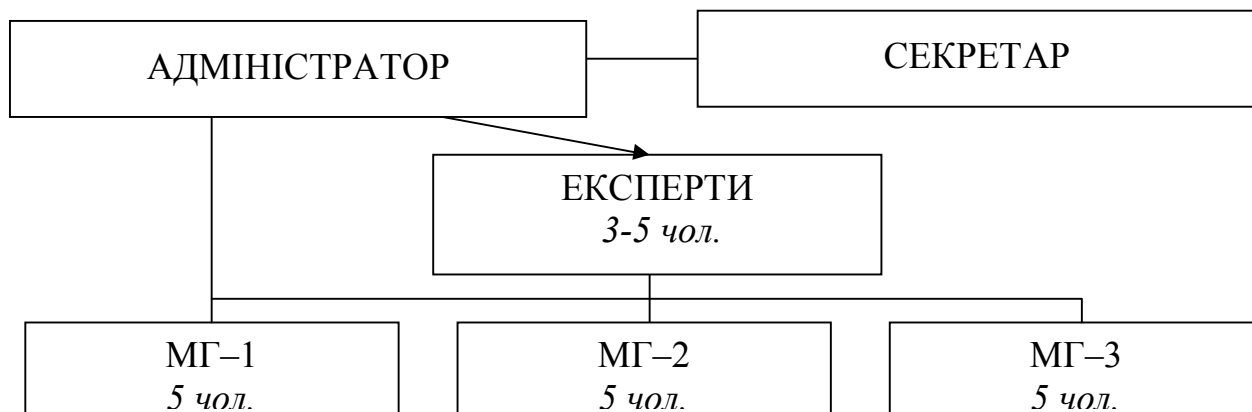 АДМІНІСТРАТОР
СЕКРЕТАР
ЕКСПЕРТИ
3-5 чол.
МГ–1
5 чол.
МГ–2
5 чол.
МГ–3
5 чол.